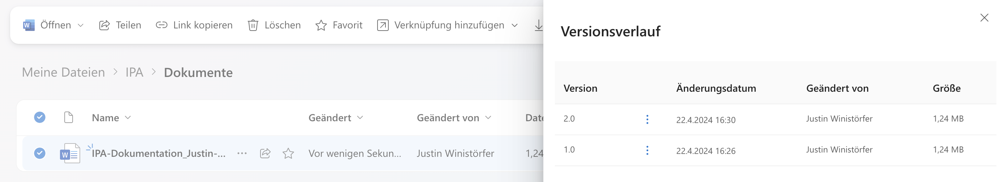 Öffnen Teilen Link kopieren Löschen Favorit Verknüpfung hinzufügen
Meine Dateien > IPA > Dokumente
Name Geändert Geändert von Date
W IPA-Dokumentation_Justin-... ... Vor wenigen Sekun... Justin Winistörfer 1,24
Versionsverlauf
Version Änderungsdatum Geändert von Größe
2.0 22.4.2024 16:30 Justin Winistörfer 1,24 MB
1.0 22.4.2024 16:26 Justin Winistörfer 1,24 MB